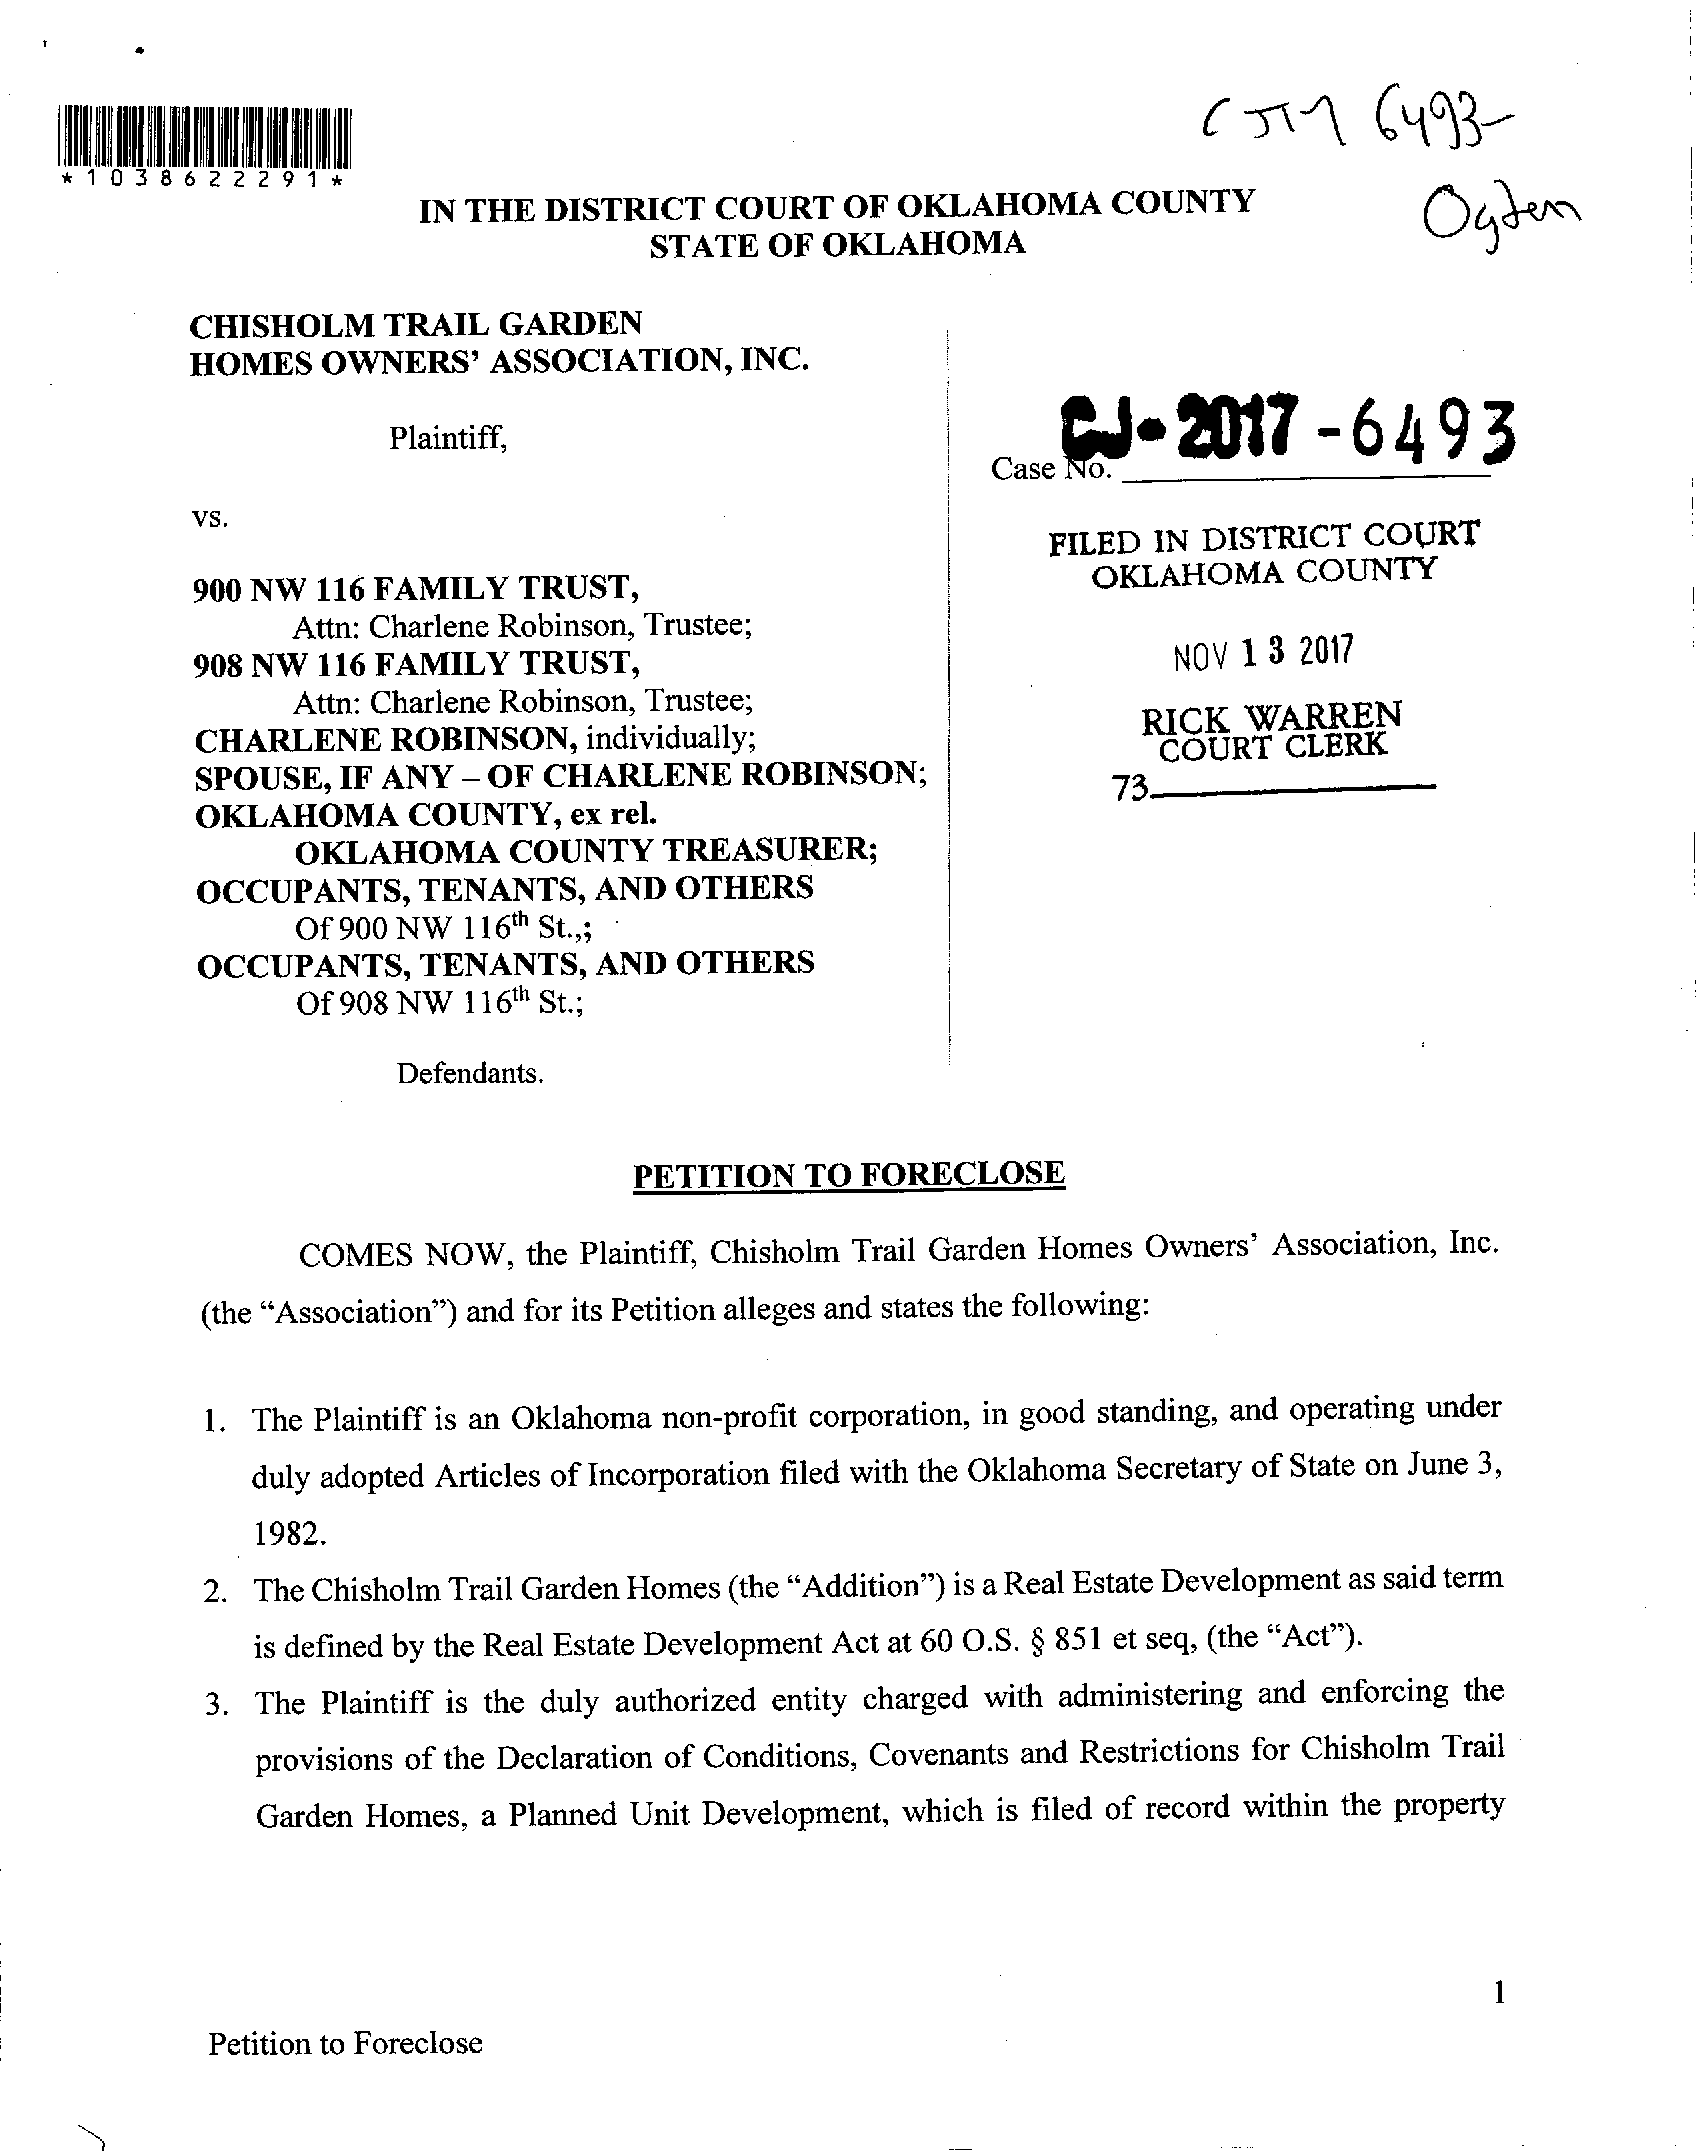 CJ17 6493
*1038622291*
Ogden
IN THE DISTRICT COURT OF OKLAHOMA COUNTY
STATE OF OKLAHOMA
CHISHOLM TRAIL GARDEN
HOMES OWNERS' ASSOCIATION, INC.
Plaintiff,
vs.
900 NW 116 FAMILY TRUST,
Attn: Charlene Robinson, Trustee;
908 NW 116 FAMILY TRUST,
Attn: Charlene Robinson, Trustee;
CHARLENE ROBINSON, individually;
SPOUSE, IF ANY – OF CHARLENE ROBINSON;
OKLAHOMA COUNTY, ex rel.
OKLAHOMA COUNTY TREASURER;
OCCUPANTS, TENANTS, AND OTHERS
Of 900 NW 116th St.,;
OCCUPANTS, TENANTS, AND OTHERS
Of 908 NW 116th St.;
Defendants.
CJ-2017-6493
Case No.
FILED IN DISTRICT COURT
OKLAHOMA COUNTY
NOV 13 2017
RICK WARREN
COURT CLERK
73
PETITION TO FORECLOSE
COMES NOW, the Plaintiff, Chisholm Trail Garden Homes Owners' Association, Inc.
(the “Association”) and for its Petition alleges and states the following:
1. The Plaintiff is an Oklahoma non-profit corporation, in good standing, and operating under
duly adopted Articles of Incorporation filed with the Oklahoma Secretary of State on June 3,
1982.
2. The Chisholm Trail Garden Homes (the “Addition”) is a Real Estate Development as said term
is defined by the Real Estate Development Act at 60 O.S. § 851 et seq, (the “Act”).
3. The Plaintiff is the duly authorized entity charged with administering and enforcing the
provisions of the Declaration of Conditions, Covenants and Restrictions for Chisholm Trail
Garden Homes, a Planned Unit Development, which is filed of record within the property
1
Petition to Foreclose